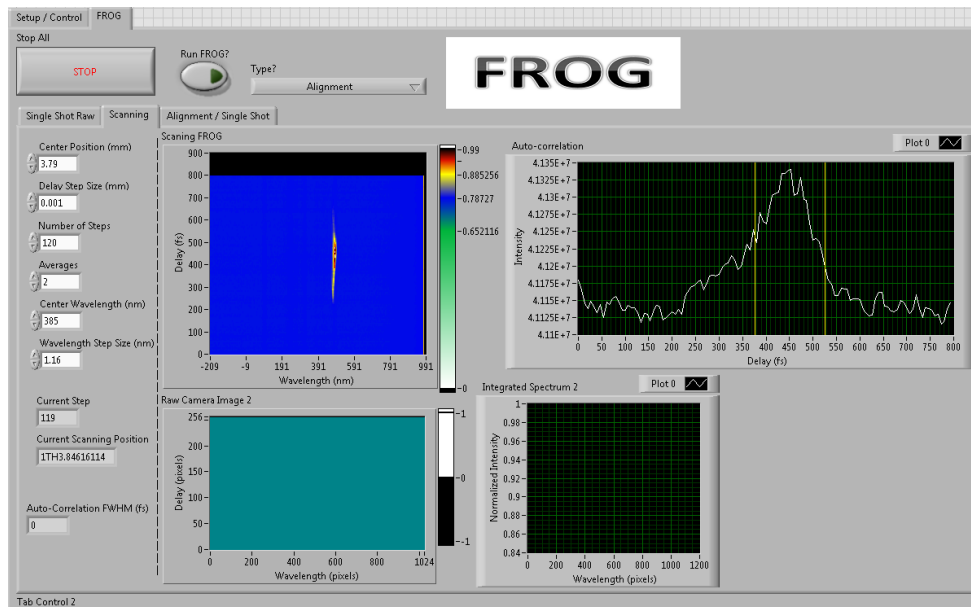 Setup / Control
FROG
Stop All
STOP
Run FROG?
Type?
Alignment
FROG
Single Shot Raw
Scanning
Alignment / Single Shot
Center Position (mm)
3.79
Delay Step Size (mm)
0.001
Number of Steps
120
Averages
2
Center Wavelength (nm)
385
Wavelength Step Size (nm)
1.16
Current Step
119
Current Scanning Position
1TH3.84616114
Auto-Correlation FWHM (fs)
0
Scaning FROG
Delay (fs)
900
800
700
600
500
400
300
200
100
0
-209 -9 191 391 591 791 991
Wavelength (nm)
0.99
0.885256
0.78727
0.652116
0
Auto-correlation
Plot 0
Intensity
4.135E+7
4.1325E+7
4.13E+7
4.1275E+7
4.125E+7
4.1225E+7
4.12E+7
4.1175E+7
4.115E+7
4.1125E+7
4.11E+7
0 50 100 150 200 250 300 350 400 450 500 550 600 650 700 750 800
Delay (fs)
Raw Camera Image 2
Delay (pixels)
256
200
150
100
50
0
0 200 400 600 800 1024
Wavelength (pixels)
1
0
-1
Integrated Spectrum 2
Plot 0
Normalized Intensity
1
0.98
0.96
0.94
0.92
0.9
0.88
0.86
0.84
0 200 400 600 800 1000 1200
Wavelength (pixels)
Tab Control 2